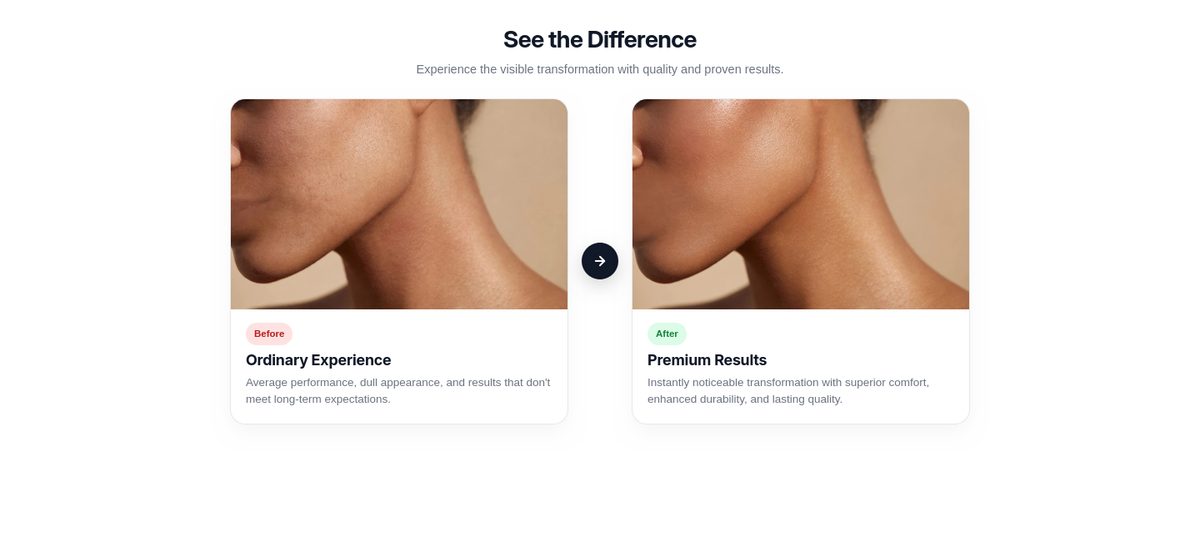 See the Difference
Experience the visible transformation with quality and proven results.
Before
Ordinary Experience
Average performance, dull appearance, and results that don't
meet long-term expectations.
After
Premium Results
Instantly noticeable transformation with superior comfort,
enhanced durability, and lasting quality.